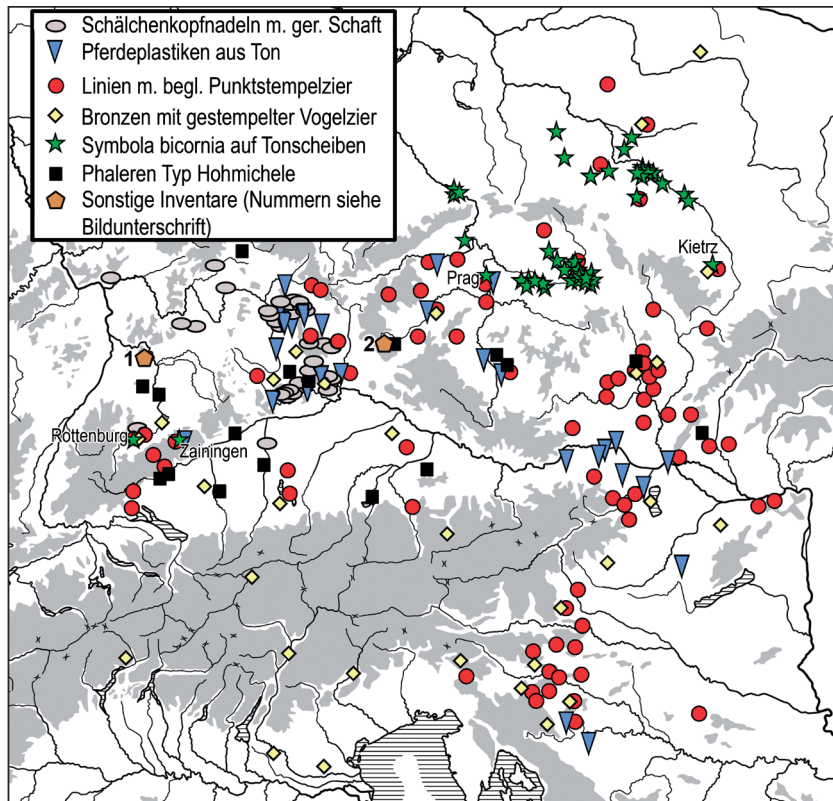 Schälchenkopfnadeln m. ger. Schaft
Pferdeplastiken aus Ton
Linien m. begl. Punktstempelzier
Bronzen mit gestempelter Vogelzier
Symbola bicornia auf Tonscheiben
Phaleren Typ Hohmichele
Sonstige Inventare (Nummern siehe
Bildunterschrift)
Kietrz
Prag
1
2
Rottenburg
Zainingen